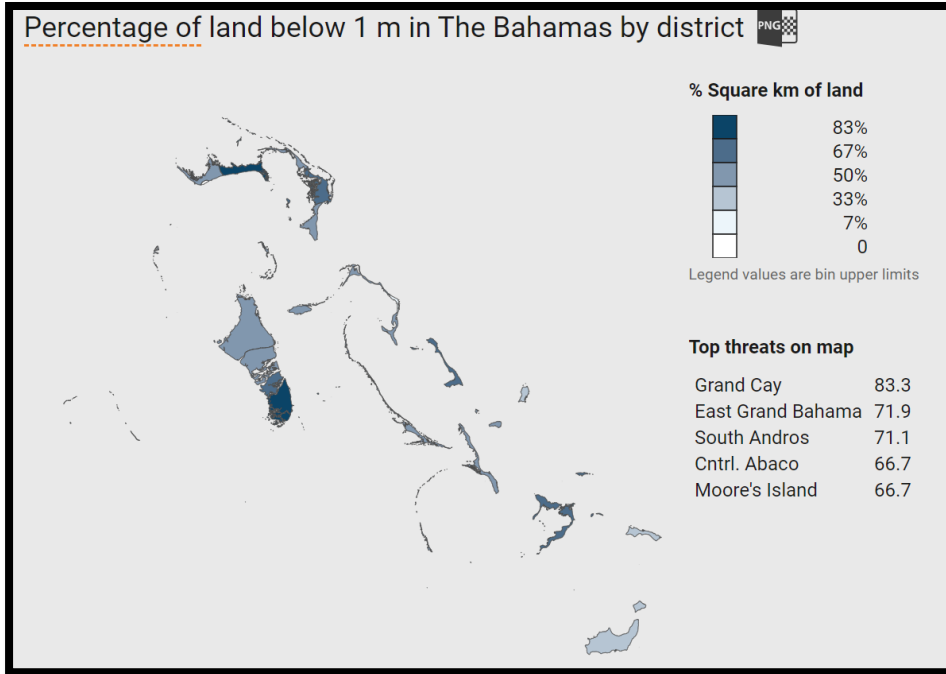 Percentage of land below 1 m in The Bahamas by district
PNG
% Square km of land
83%
67%
50%
33%
7%
0
Legend values are bin upper limits
Top threats on map
Grand Cay 83.3
East Grand Bahama 71.9
South Andros 71.1
Cntrl. Abaco 66.7
Moore's Island 66.7